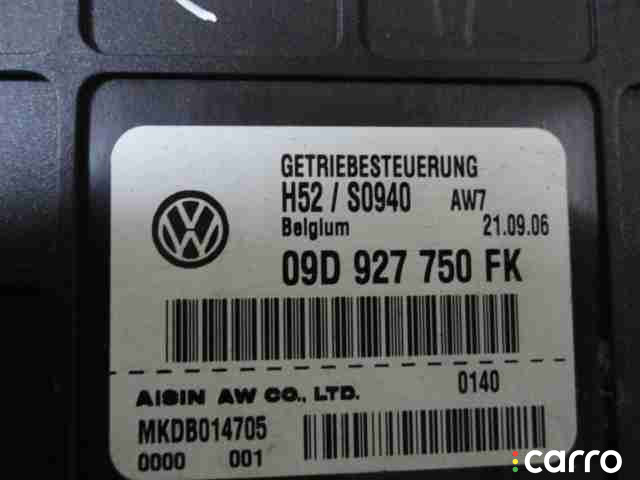 GETRIEBESTEUERUNG
H52 / S0940 AW7
Belgium 21.09.06
09D 927 750 FK
AISIN AW CO., LTD. 0140
MKDB014705
0000 001
carro